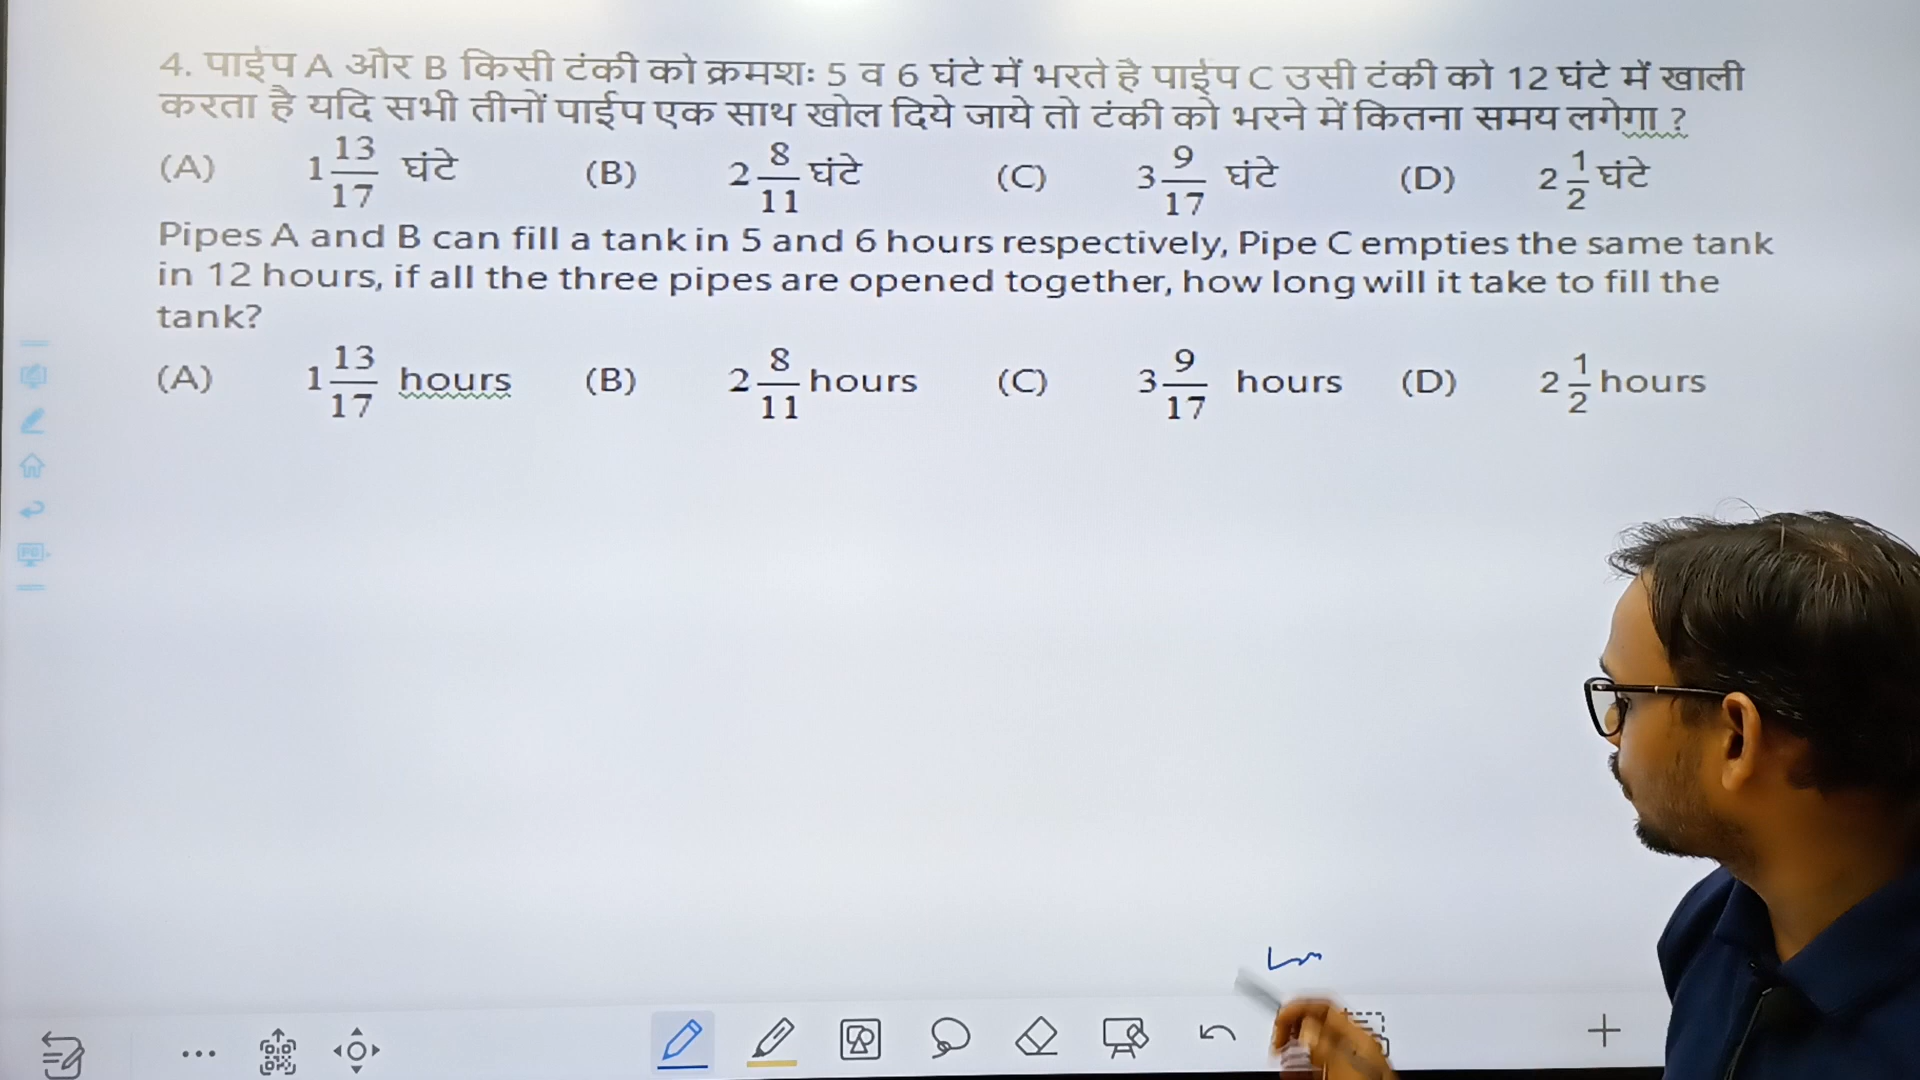 4. पाईप A और B किसी टंकी को क्रमशः 5 व 6 घंटे में भरते है पाईप C उसी टंकी को 12 घंटे में खाली
करता है यदि सभी तीनों पाईप एक साथ खोल दिये जाये तो टंकी को भरने में कितना समय लगेगा ?
(A) 1 13/17 घंटे (B) 2 8/11 घंटे (C) 3 9/17 घंटे (D) 2 1/2 घंटे
Pipes A and B can fill a tank in 5 and 6 hours respectively, Pipe C empties the same tank
in 12 hours, if all the three pipes are opened together, how long will it take to fill the
tank?
(A) 1 13/17 hours (B) 2 8/11 hours (C) 3 9/17 hours (D) 2 1/2 hours